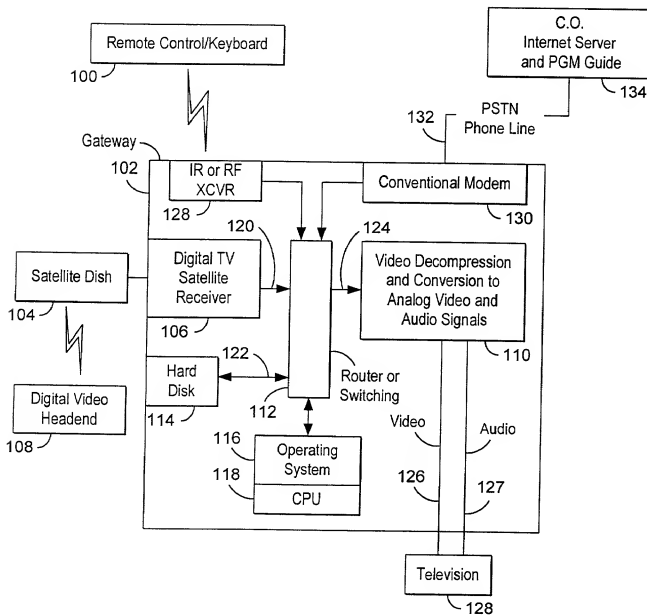 C.O.
Internet Server
and PGM Guide
134
Remote Control/Keyboard
100
132
PSTN
Phone Line
Gateway
102
IR or RF
XCVR
128
Conventional Modem
130
120
124
Digital TV
Satellite
Receiver
106
Video Decompression
and Conversion to
Analog Video and
Audio Signals
110
Satellite Dish
104
122
Hard
Disk
114
112
Router or
Switching
Digital Video
Headend
108
116
Operating
System
118
CPU
Video
Audio
126
127
Television
128